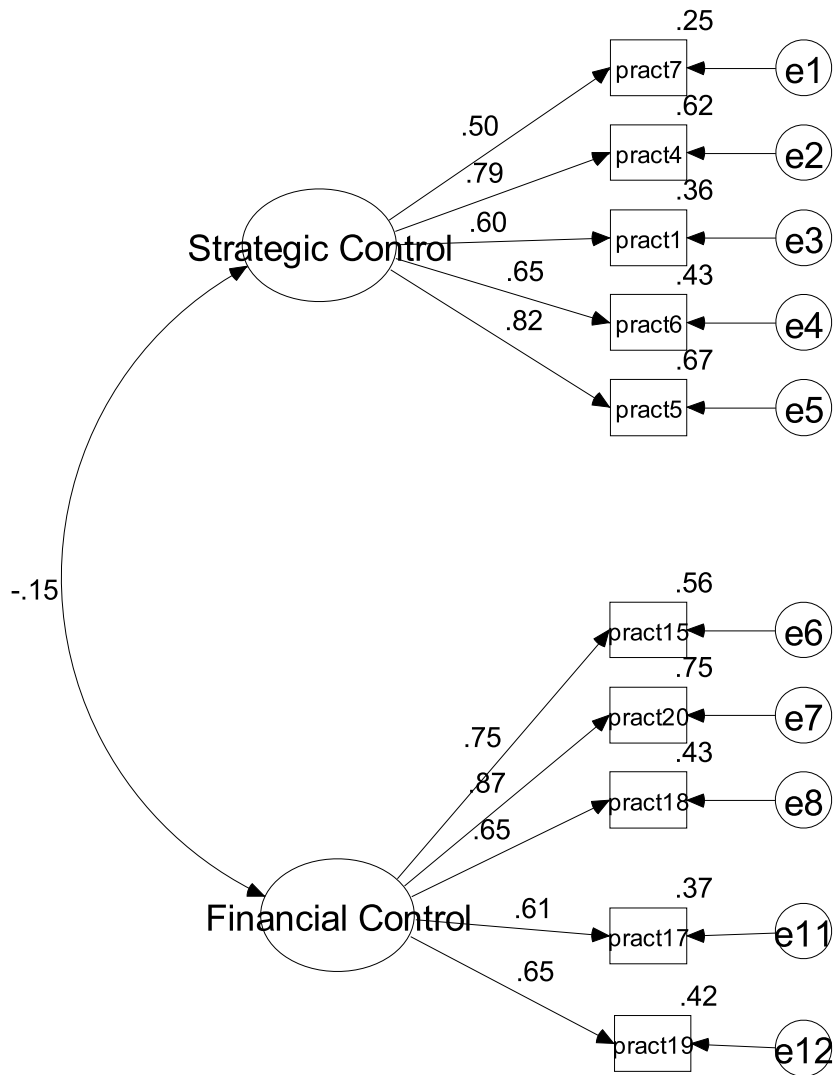 .25
pract7
e1
.50
.62
pract4
e2
.79
.36
pract1
e3
.60
Strategic Control
.43
pract6
e4
.65
.67
pract5
e5
.82
-.15
.56
pract15
e6
.75
.75
pract20
e7
.87
.43
pract18
e8
.65
.37
pract17
e11
.61
Financial Control
.65
.42
pract19
e12